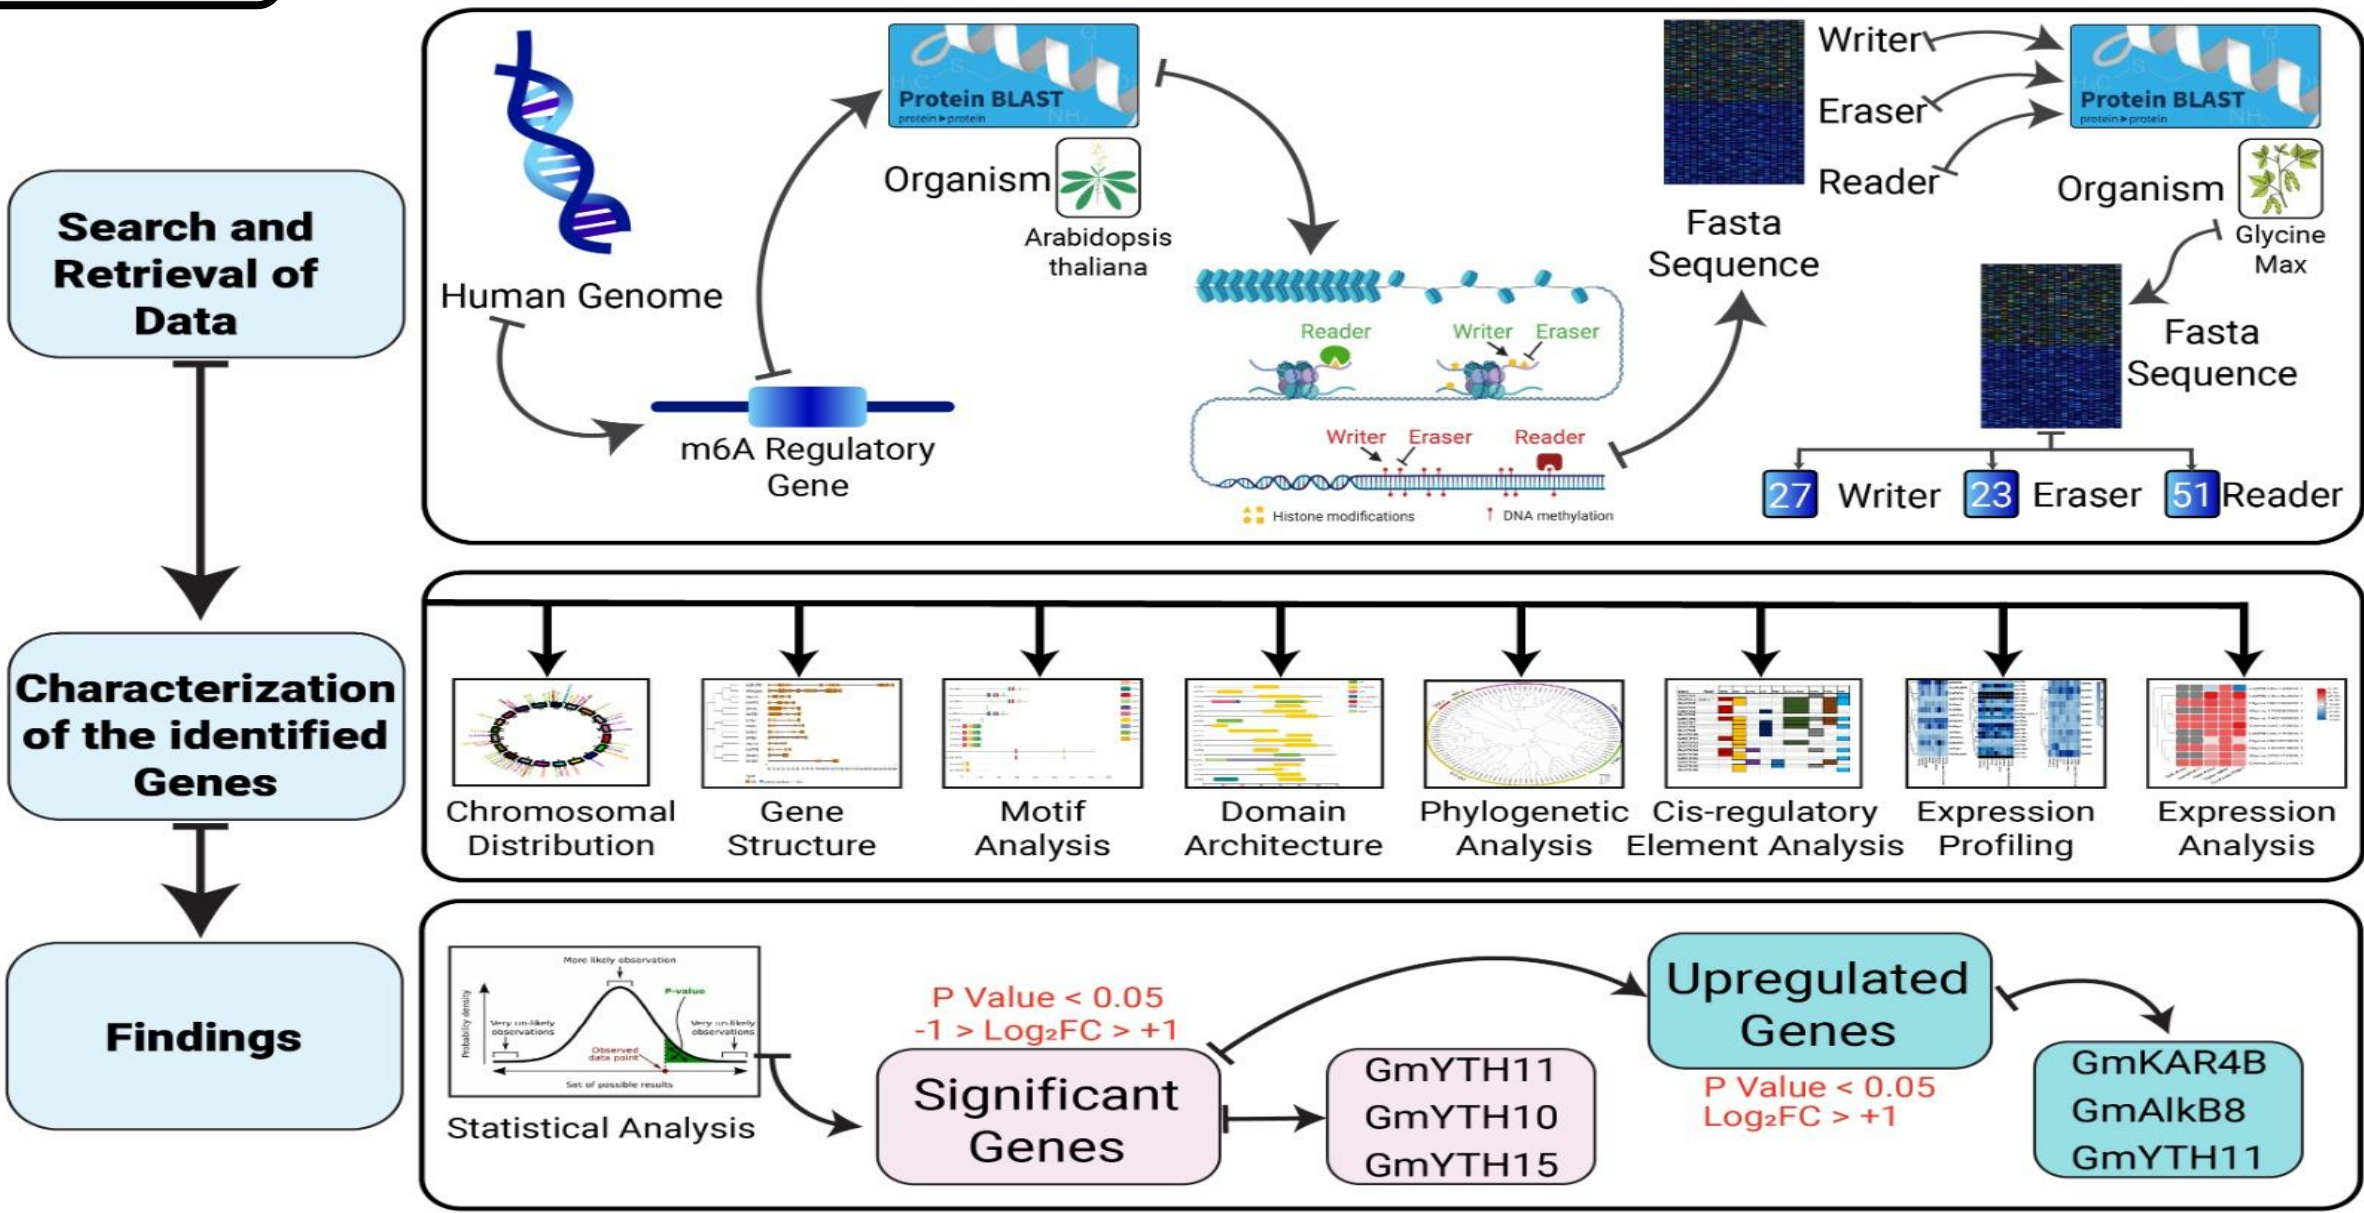 Search and
Retrieval of
Data
Human Genome
m6A Regulatory
Gene
Protein BLAST
protein ▸ protein
Organism
Arabidopsis
thaliana
Reader
Writer Eraser
Writer Eraser Reader
Histone modifications
DNA methylation
Fasta
Sequence
Writer
Eraser
Reader
Protein BLAST
protein ▸ protein
Organism
Glycine
Max
Fasta
Sequence
27 Writer 23 Eraser 51 Reader
Characterization
of the identified
Genes
Chromosomal
Distribution
Gene
Structure
Motif
Analysis
Domain
Architecture
Phylogenetic
Analysis
Cis-regulatory
Element Analysis
Expression
Profiling
Expression
Analysis
Findings
More likely observation
P-value
Probability density
Very un-likely
observations
Very un-likely
observations
Observed
data point
Set of possible results
Statistical Analysis
P Value < 0.05
-1 > Log₂FC > +1
Significant
Genes
GmYTH11
GmYTH10
GmYTH15
Upregulated
Genes
P Value < 0.05
Log₂FC > +1
GmKAR4B
GmAlkB8
GmYTH11